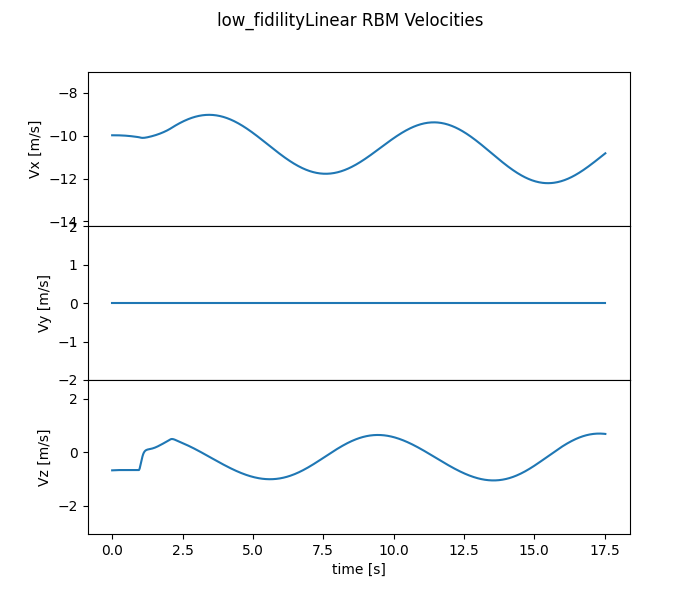 low_fidilityLinear RBM Velocities
−8
−10
−12
−14
Vx [m/s]
2
1
0
−1
−2
Vy [m/s]
2
0
−2
Vz [m/s]
0.0 2.5 5.0 7.5 10.0 12.5 15.0 17.5
time [s]